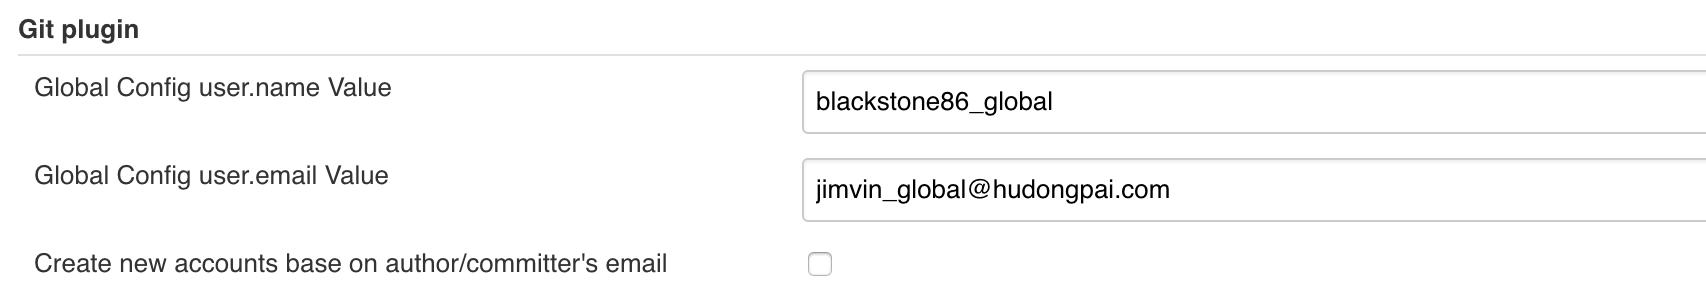 Git plugin
Global Config user.name Value
blackstone86_global
Global Config user.email Value
jimvin_global@hudongpai.com
Create new accounts base on author/committer's email